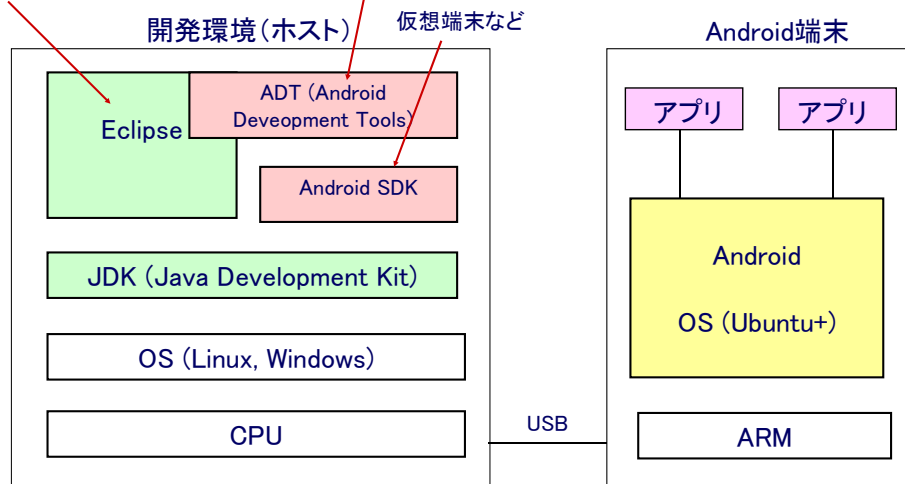 開発環境(ホスト)
仮想端末など
Android端末
ADT (Android
Deveopment Tools)
Eclipse
Android SDK
JDK (Java Development Kit)
OS (Linux, Windows)
CPU
USB
アプリ
アプリ
Android
OS (Ubuntu+)
ARM